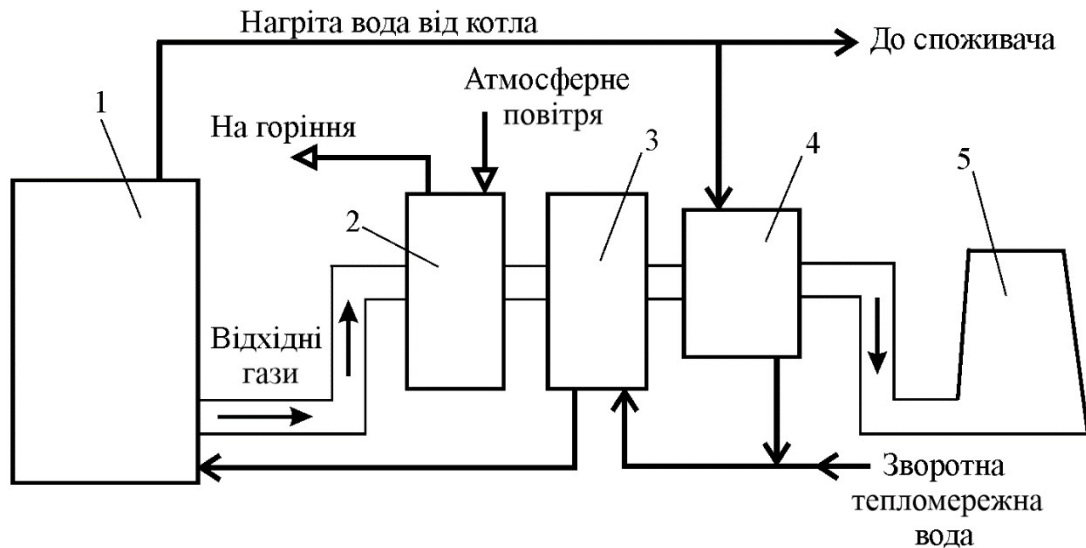 Нагріта вода від котла
До споживача
1
Атмосферне
повітря
На горіння
3
4
5
2
Відхідні
гази
Зворотна
тепломережна
вода